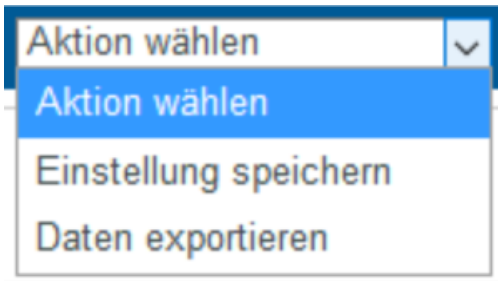 Aktion wählen
Aktion wählen
Einstellung speichern
Daten exportieren